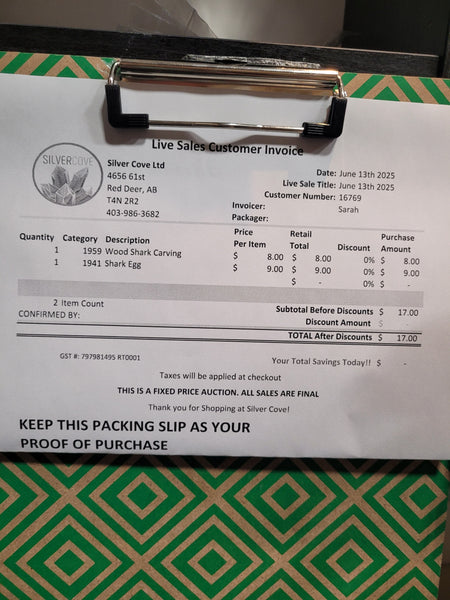 Live Sales Customer Invoice
SILVERCOVE
Silver Cove Ltd
4656 61st
Red Deer, AB
T4N 2R2
403-986-3682
Date: June 13th 2025
Live Sale Title: June 13th 2025
Customer Number: 16769
Invoicer: Sarah
Packager:
Quantity Category Description Price Per Item Retail Total Discount Purchase Amount
1 1959 Wood Shark Carving $ 8.00 $ 8.00 0% $ 8.00
1 1941 Shark Egg $ 9.00 $ 9.00 0% $ 9.00
$ - 0% $ -
2 Item Count
Subtotal Before Discounts $ 17.00
CONFIRMED BY:
Discount Amount $ -
TOTAL After Discounts $ 17.00
GST #: 797981495 RT0001
Your Total Savings Today!! $ -
Taxes will be applied at checkout
THIS IS A FIXED PRICE AUCTION. ALL SALES ARE FINAL
Thank you for Shopping at Silver Cove!
KEEP THIS PACKING SLIP AS YOUR
PROOF OF PURCHASE